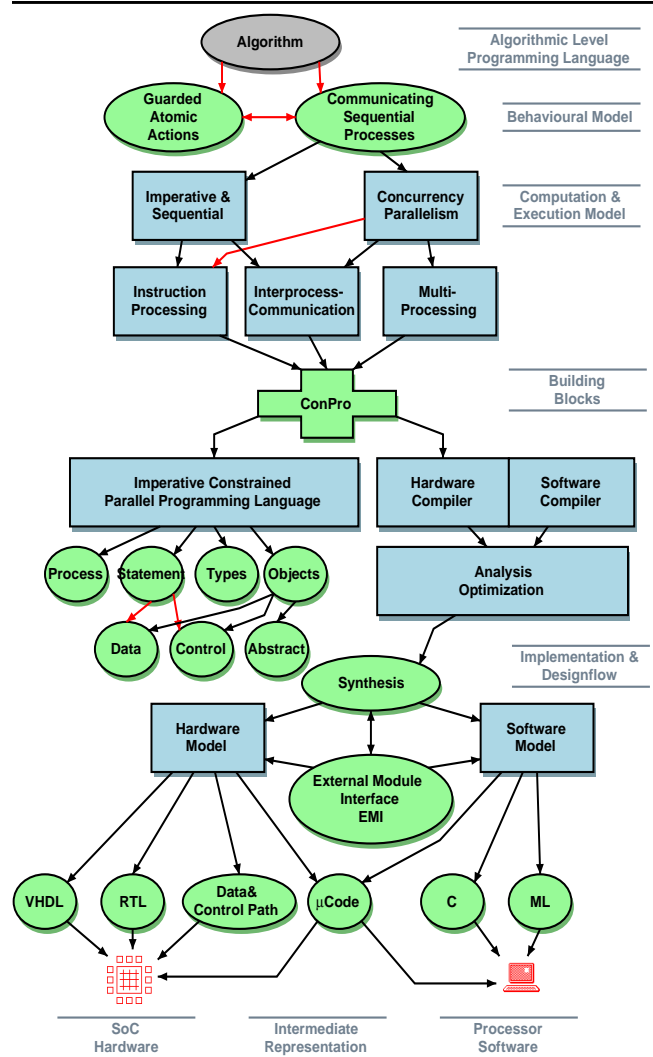 Algorithm
Algorithmic Level
Programming Language
Guarded
Atomic
Actions
Communicating
Sequential
Processes
Behavioural Model
Imperative &
Sequential
Concurrency
Parallelism
Computation &
Execution Model
Instruction
Processing
Interprocess-
Communication
Multi-
Processing
Building
Blocks
ConPro
Imperative Constrained
Parallel Programming Language
Hardware
Compiler
Software
Compiler
Process
Statement
Types
Objects
Analysis
Optimization
Data
Control
Abstract
Implementation &
Designflow
Synthesis
Hardware
Model
Software
Model
External Module
Interface
EMI
VHDL
RTL
Data&
Control Path
μCode
C
ML
SoC
Hardware
Intermediate
Representation
Processor
Software